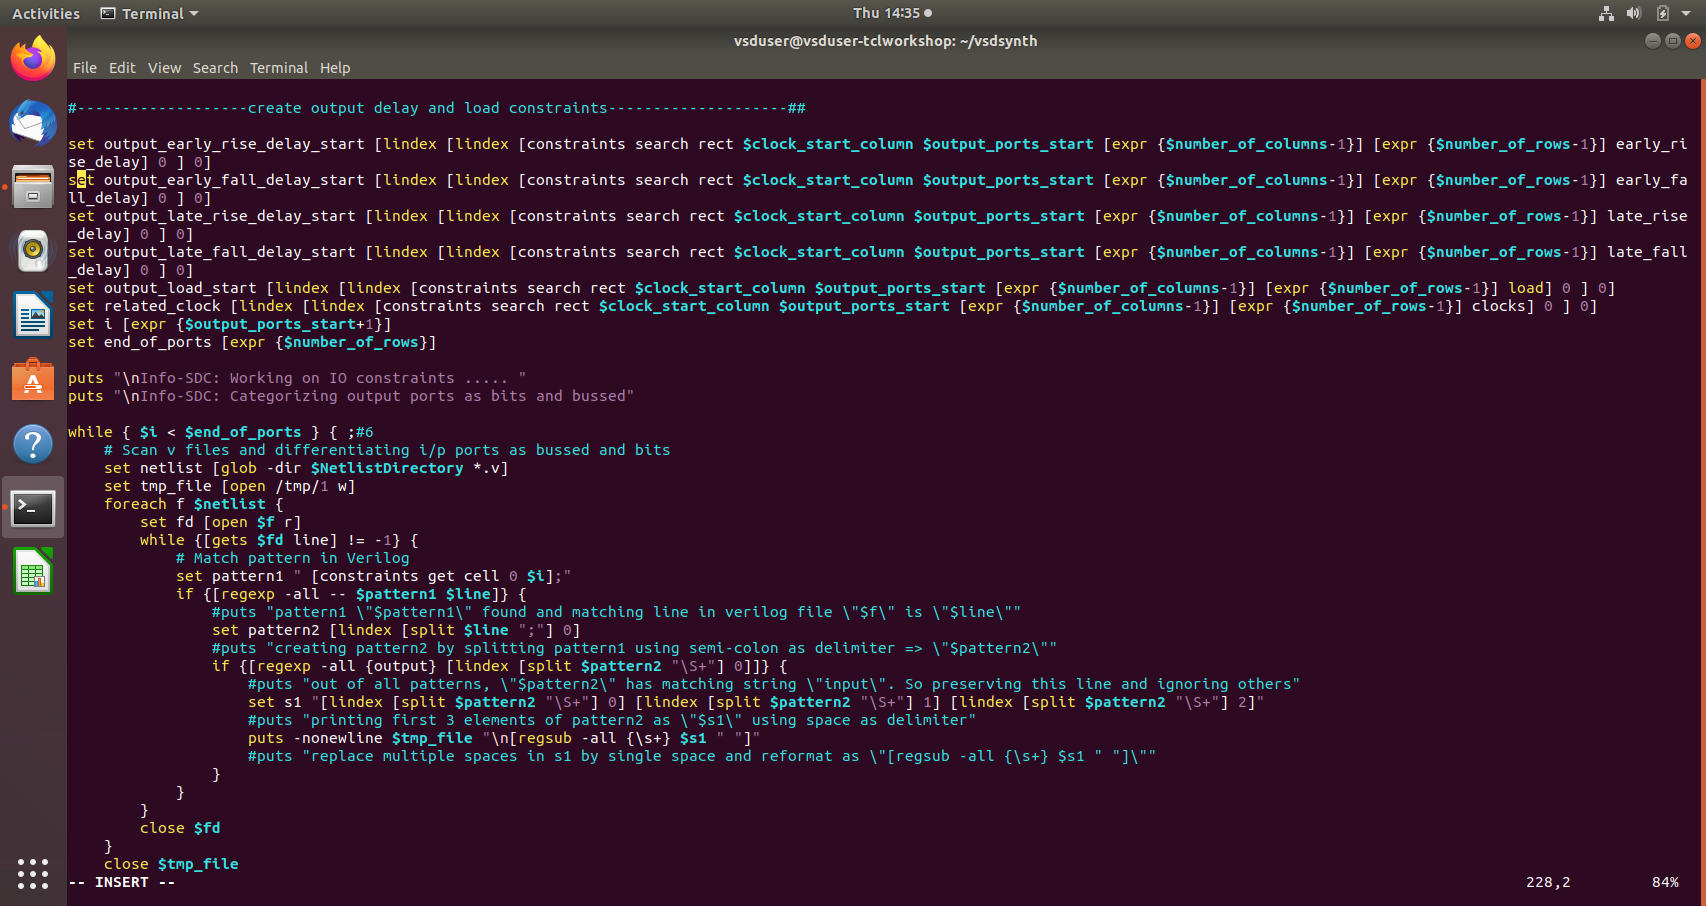 Activities Terminal Thu 14:35
vsduser@vsduser-tclworkshop: ~/vsdsynth
File Edit View Search Terminal Help
#-------------------create output delay and load constraints--------------------##
set output_early_rise_delay_start [lindex [lindex [constraints search rect $clock_start_column $output_ports_start [expr {$number_of_columns-1}] [expr {$number_of_rows-1}] early_ri
se_delay] 0 ] 0]
set output_early_fall_delay_start [lindex [lindex [constraints search rect $clock_start_column $output_ports_start [expr {$number_of_columns-1}] [expr {$number_of_rows-1}] early_fa
ll_delay] 0 ] 0]
set output_late_rise_delay_start [lindex [lindex [constraints search rect $clock_start_column $output_ports_start [expr {$number_of_columns-1}] [expr {$number_of_rows-1}] late_rise
_delay] 0 ] 0]
set output_late_fall_delay_start [lindex [lindex [constraints search rect $clock_start_column $output_ports_start [expr {$number_of_columns-1}] [expr {$number_of_rows-1}] late_fall
_delay] 0 ] 0]
set output_load_start [lindex [lindex [constraints search rect $clock_start_column $output_ports_start [expr {$number_of_columns-1}] [expr {$number_of_rows-1}] load] 0 ] 0]
set related_clock [lindex [lindex [constraints search rect $clock_start_column $output_ports_start [expr {$number_of_columns-1}] [expr {$number_of_rows-1}] clocks] 0 ] 0]
set i [expr {$output_ports_start+1}]
set end_of_ports [expr {$number_of_rows}]
puts "\nInfo-SDC: Working on IO constraints ..... "
puts "\nInfo-SDC: Categorizing output ports as bits and bussed"
while { $i < $end_of_ports } { ;#6
    # Scan v files and differentiating i/p ports as bussed and bits
    set netlist [glob -dir $NetlistDirectory *.v]
    set tmp_file [open /tmp/1 w]
    foreach f $netlist {
        set fd [open $f r]
        while {[gets $fd line] != -1} {
            # Match pattern in Verilog
            set pattern1 " [constraints get cell 0 $i];"
            if {[regexp -all -- $pattern1 $line]} {
                #puts "pattern1 \"$pattern1\" found and matching line in verilog file \"$f\" is \"$line\""
                set pattern2 [lindex [split $line ";"] 0]
                #puts "creating pattern2 by splitting pattern1 using semi-colon as delimiter => \"$pattern2\""
                if {[regexp -all {output} [lindex [split $pattern2 "\S+"] 0]]} {
                    #puts "out of all patterns, \"$pattern2\" has matching string \"input\". So preserving this line and ignoring others"
                    set s1 "[lindex [split $pattern2 "\S+"] 0] [lindex [split $pattern2 "\S+"] 1] [lindex [split $pattern2 "\S+"] 2]"
                    #puts "printing first 3 elements of pattern2 as \"$s1\" using space as delimiter"
                    puts -nonewline $tmp_file "\n[regsub -all {\s+} $s1 " "]"
                    #puts "replace multiple spaces in s1 by single space and reformat as \"[regsub -all {\s+} $s1 " "]\""
                }
            }
        }
        close $fd
    }
    close $tmp_file
-- INSERT -- 228,2 84%